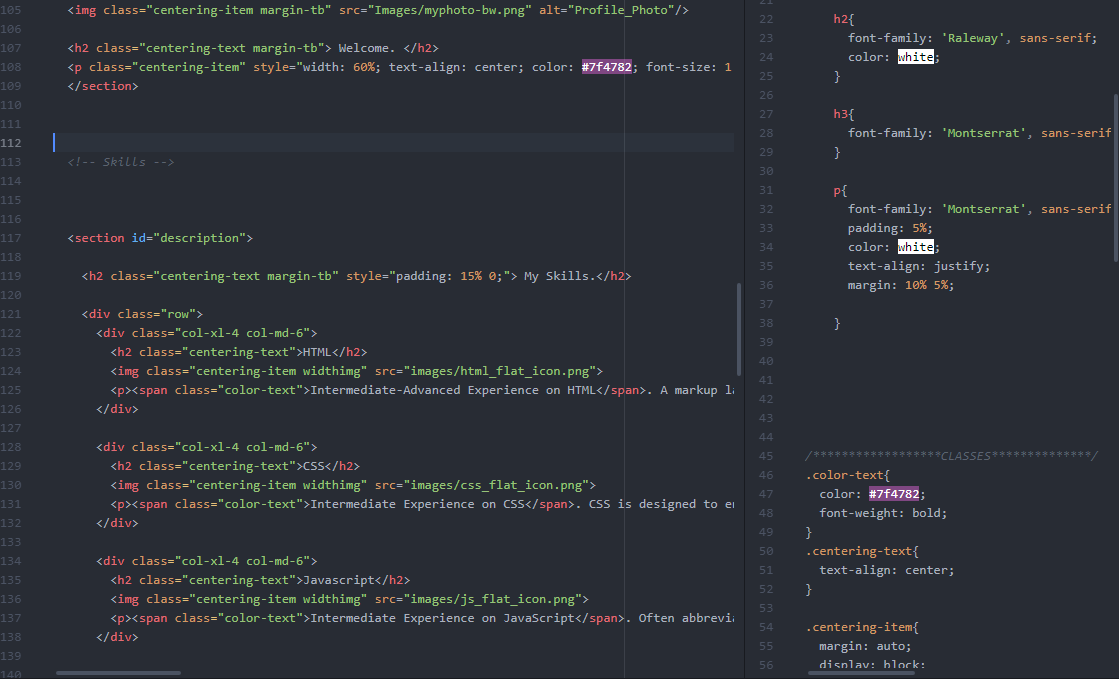 105 <img class="centering-item margin-tb" src="Images/myphoto-bw.png" alt="Profile_Photo"/>
106
107 <h2 class="centering-text margin-tb"> Welcome. </h2>
108 <p class="centering-item" style="width: 60%; text-align: center; color: #7f4782; font-size: 1
109 </section>
110
111
112
113 <!-- Skills -->
114
115
116
117 <section id="description">
118
119 <h2 class="centering-text margin-tb" style="padding: 15% 0;"> My Skills.</h2>
120
121 <div class="row">
122 <div class="col-xl-4 col-md-6">
123 <h2 class="centering-text">HTML</h2>
124 <img class="centering-item widthimg" src="images/html_flat_icon.png">
125 <p><span class="color-text">Intermediate-Advanced Experience on HTML</span>. A markup la
126 </div>
127
128 <div class="col-xl-4 col-md-6">
129 <h2 class="centering-text">CSS</h2>
130 <img class="centering-item widthimg" src="images/css_flat_icon.png">
131 <p><span class="color-text">Intermediate Experience on CSS</span>. CSS is designed to en
132 </div>
133
134 <div class="col-xl-4 col-md-6">
135 <h2 class="centering-text">Javascript</h2>
136 <img class="centering-item widthimg" src="images/js_flat_icon.png">
137 <p><span class="color-text">Intermediate Experience on JavaScript</span>. Often abbrevia
138 </div>
139
140
21
22 h2{
23 font-family: 'Raleway', sans-serif;
24 color: white;
25 }
26
27 h3{
28 font-family: 'Montserrat', sans-serif
29 }
30
31 p{
32 font-family: 'Montserrat', sans-serif
33 padding: 5%;
34 color: white;
35 text-align: justify;
36 margin: 10% 5%;
37
38 }
39
40
41
42
43
44
45 /******************CLASSES**************/
46 .color-text{
47 color: #7f4782;
48 font-weight: bold;
49 }
50 .centering-text{
51 text-align: center;
52 }
53
54 .centering-item{
55 margin: auto;
56 display: block;